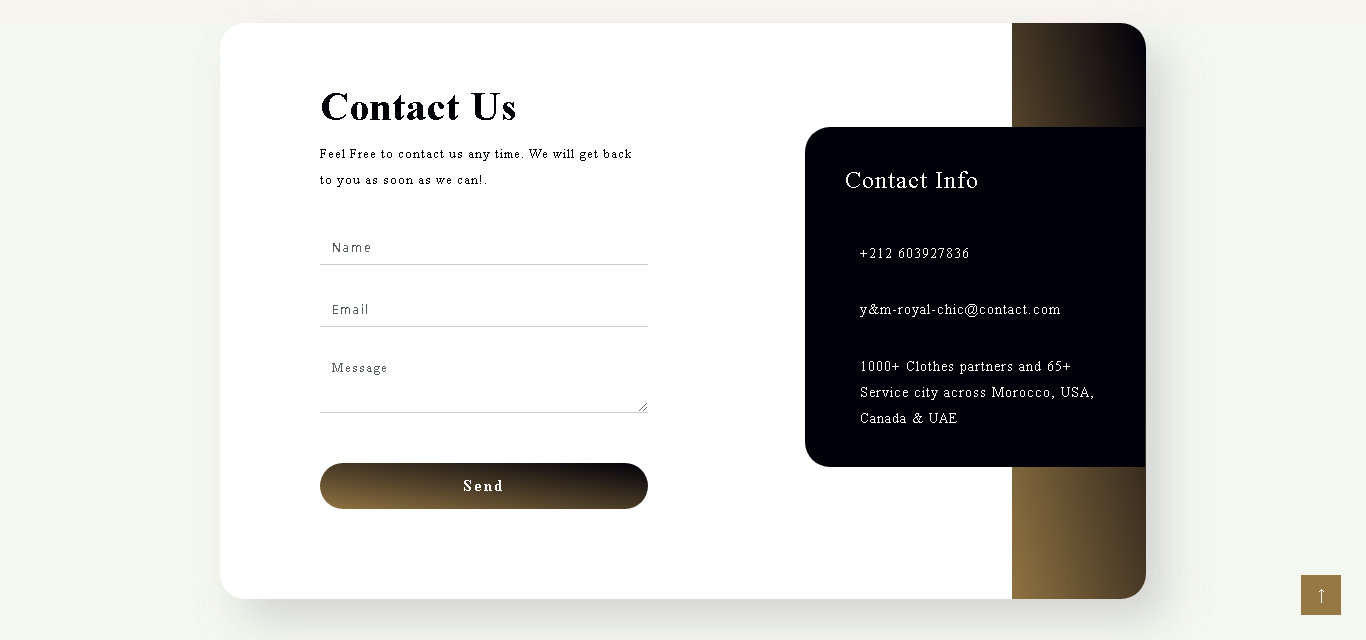 Contact Us
Feel Free to contact us any time. We will get back
to you as soon as we can!.
Name
Email
Message
Send
Contact Info
+212 603927836
y&m-royal-chic@contact.com
1000+ Clothes partners and 65+
Service city across Morocco, USA,
Canada & UAE
↑